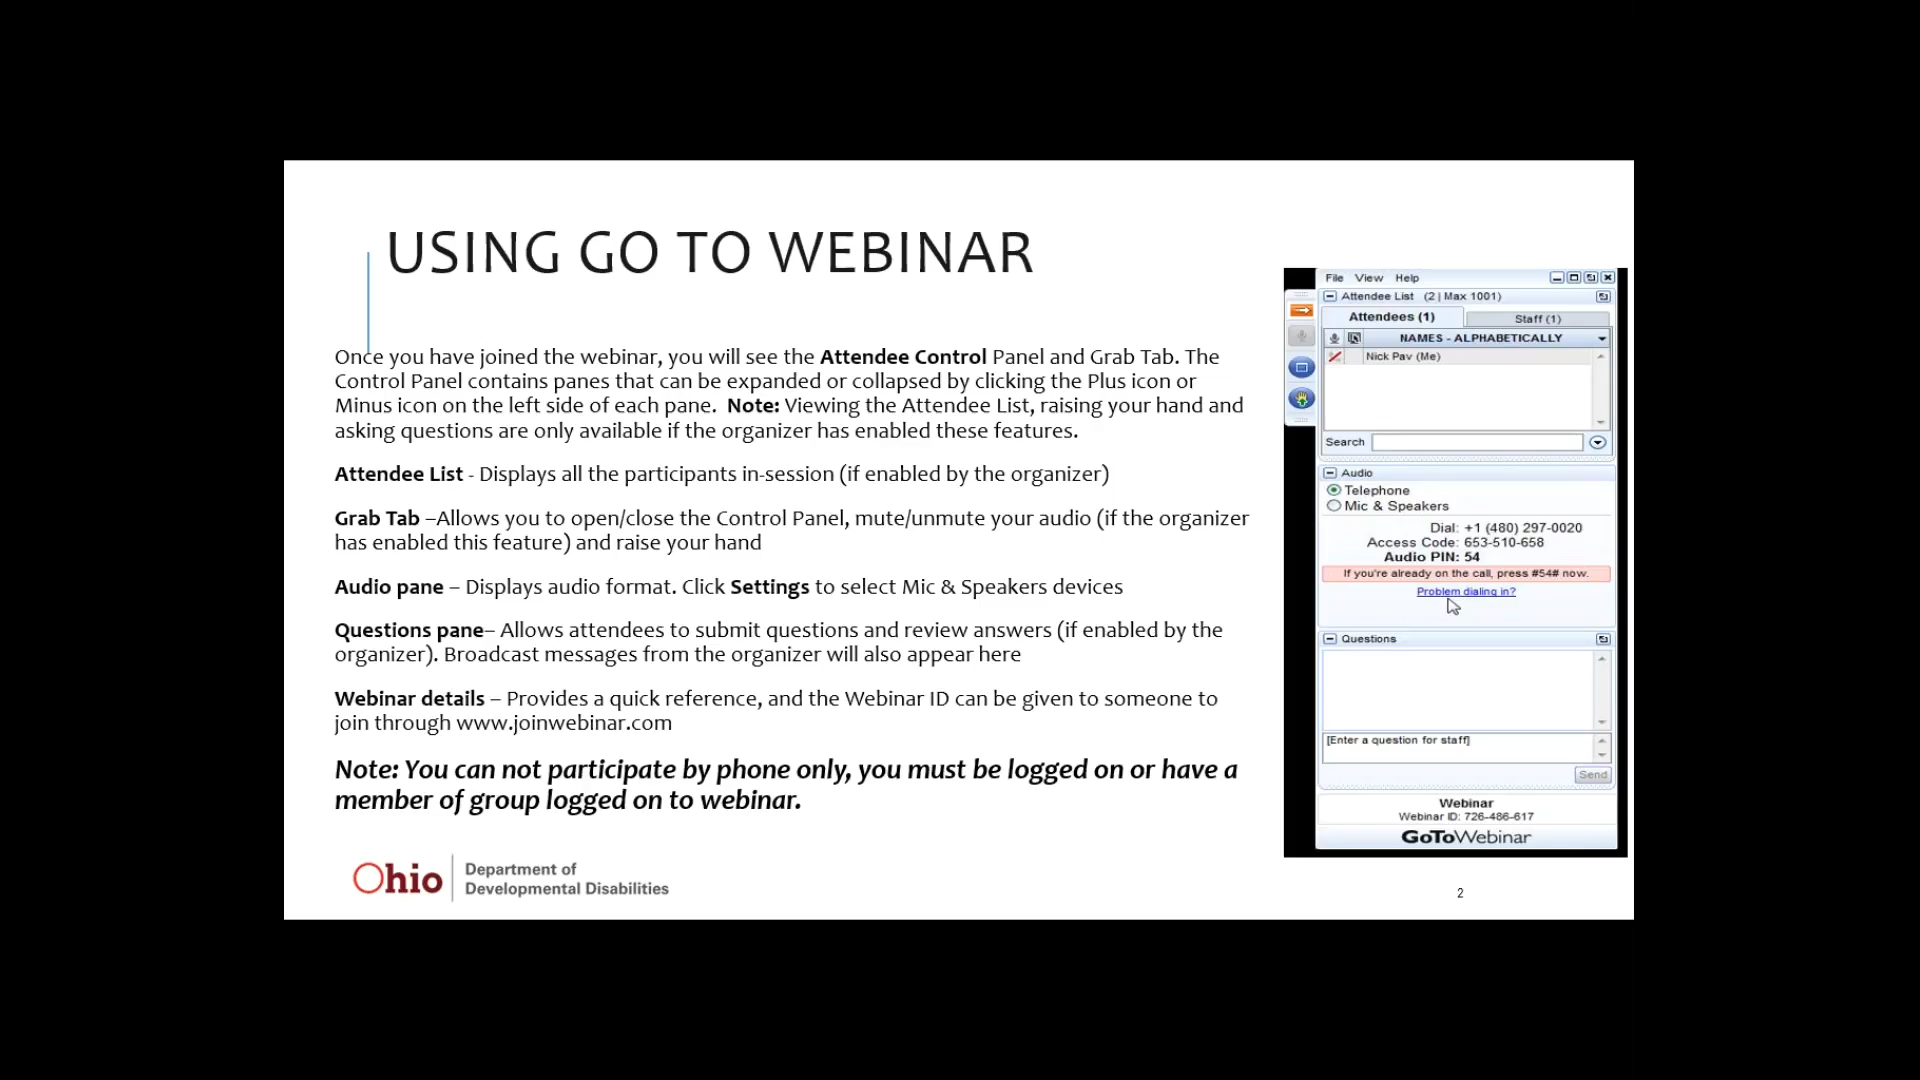 USING GO TO WEBINAR
Once you have joined the webinar, you will see the Attendee Control Panel and Grab Tab. The
Control Panel contains panes that can be expanded or collapsed by clicking the Plus icon or
Minus icon on the left side of each pane.  Note: Viewing the Attendee List, raising your hand and
asking questions are only available if the organizer has enabled these features.
Attendee List - Displays all the participants in-session (if enabled by the organizer)
Grab Tab –Allows you to open/close the Control Panel, mute/unmute your audio (if the organizer
has enabled this feature) and raise your hand
Audio pane – Displays audio format. Click Settings to select Mic & Speakers devices
Questions pane– Allows attendees to submit questions and review answers (if enabled by the
organizer). Broadcast messages from the organizer will also appear here
Webinar details – Provides a quick reference, and the Webinar ID can be given to someone to
join through www.joinwebinar.com
Note: You can not participate by phone only, you must be logged on or have a
member of group logged on to webinar.
File View Help
Attendee List (2 | Max 1001)
Attendees (1) Staff (1)
NAMES - ALPHABETICALLY
Nick Pav (Me)
Search
Audio
Telephone
Mic & Speakers
Dial: +1 (480) 297-0020
Access Code: 653-510-658
Audio PIN: 54
If you're already on the call, press #54# now.
Problem dialing in?
Questions
[Enter a question for staff]
Send
Webinar
Webinar ID: 726-486-617
GoToWebinar
Ohio
Department of
Developmental Disabilities
2